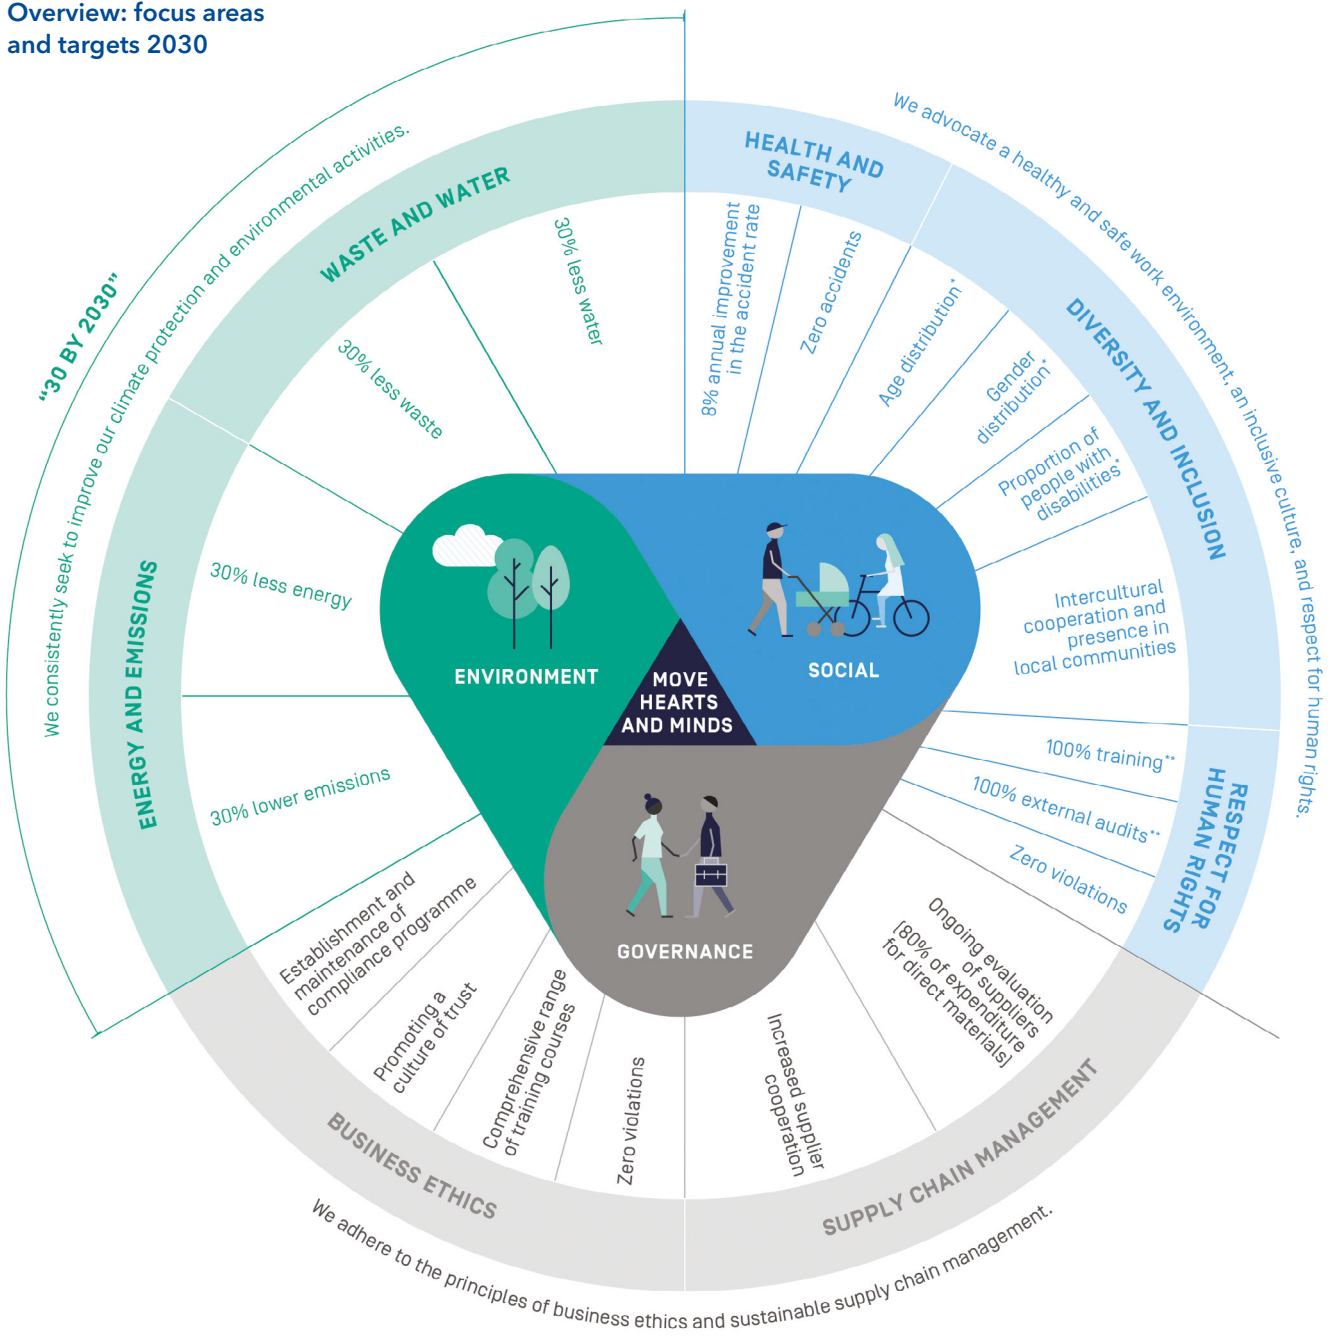 Overview: focus areas
and targets 2030
“30 BY 2030”
We consistently seek to improve our climate protection and environmental activities.
WASTE AND WATER
30% less water
30% less waste
ENERGY AND EMISSIONS
30% less energy
30% lower emissions
We advocate a healthy and safe work environment, an inclusive culture, and respect for human rights.
HEALTH AND
SAFETY
8% annual improvement
in the accident rate
Zero accidents
DIVERSITY AND INCLUSION
Age distribution*
Gender
distribution*
Proportion of
people with
disabilities*
Intercultural
cooperation and
presence in
local communities
RESPECT FOR
HUMAN RIGHTS
100% training**
100% external audits**
Zero violations
ENVIRONMENT
SOCIAL
MOVE
HEARTS
AND MINDS
GOVERNANCE
SUPPLY CHAIN MANAGEMENT
Ongoing evaluation
of suppliers
[80% of expenditure
for direct materials]
Increased supplier
cooperation
BUSINESS ETHICS
Zero violations
Comprehensive range
of training courses
Promoting a
culture of trust
Establishment and
maintenance of
compliance programme
We adhere to the principles of business ethics and sustainable supply chain management.